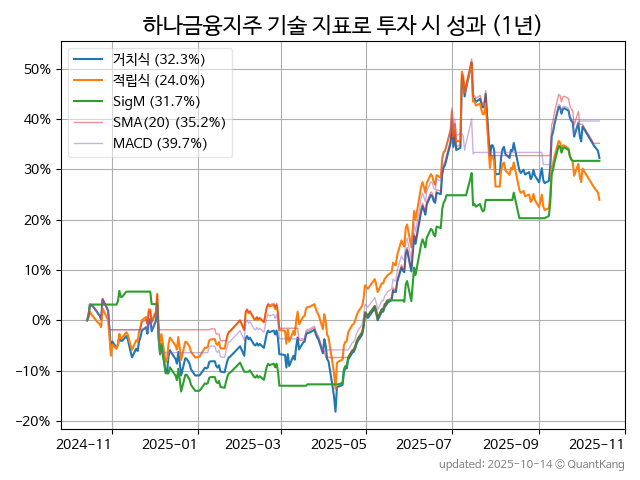 하나금융지주 기술 지표로 투자 시 성과 (1년)
거치식 (32.3%)
적립식 (24.0%)
SigM (31.7%)
SMA(20) (35.2%)
MACD (39.7%)
50%
40%
30%
20%
10%
0%
−10%
−20%
2024-11
2025-01
2025-03
2025-05
2025-07
2025-09
2025-11
updated: 2025-10-14 © QuantKang